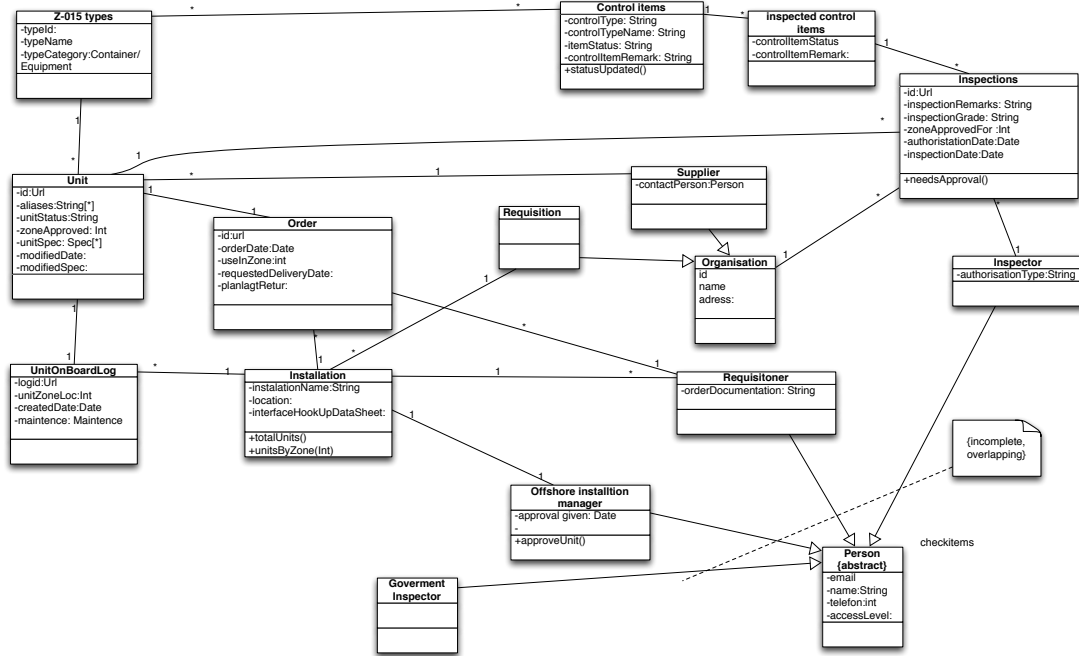 Z-015 types
-typeId:
-typeName
-typeCategory:Container/
Equipment
1
*
*
*
Control items
-controlType: String
-controlTypeName: String
-itemStatus: String
-controlItemRemark: String
+statusUpdated()
1
*
inspected control
items
-controlItemStatus
-controlItemRemark:
1
*
Inspections
-id:Url
-inspectionRemarks: String
-inspectionGrade: String
-zoneApprovedFor :Int
-authoristationDate:Date
-inspectionDate:Date
+needsApproval()
1
*
Unit
-id:Url
-aliases:String[*]
-unitStatus:String
-zoneApproved: Int
-unitSpec: Spec[*]
-modifiedDate:
-modifiedSpec:
*
1
Supplier
-contactPerson:Person
1
1
Order
-id:url
-orderDate:Date
-useInZone:int
-requestedDeliveryDate:
-planlagtRetur:
Requisition
1
*
Organisation
id
name
adress:
1
*
*
1
Inspector
-authorisationType:String
1
1
UnitOnBoardLog
-logid:Url
-unitZoneLoc:Int
-createdDate:Date
-maintence: Maintence
*
1
*
1
Installation
-instalationName:String
-location:
-interfaceHookUpDataSheet:
+totalUnits()
+unitsByZone(Int)
*
1
1
*
Requisitoner
-orderDocumentation: String
1
1
Offshore installtion
manager
-approval given: Date
-
+approveUnit()
{incomplete,
overlapping}
checkitems
Goverment
Inspector
Person
{abstract}
-email
-name:String
-telefon:int
-accessLevel: